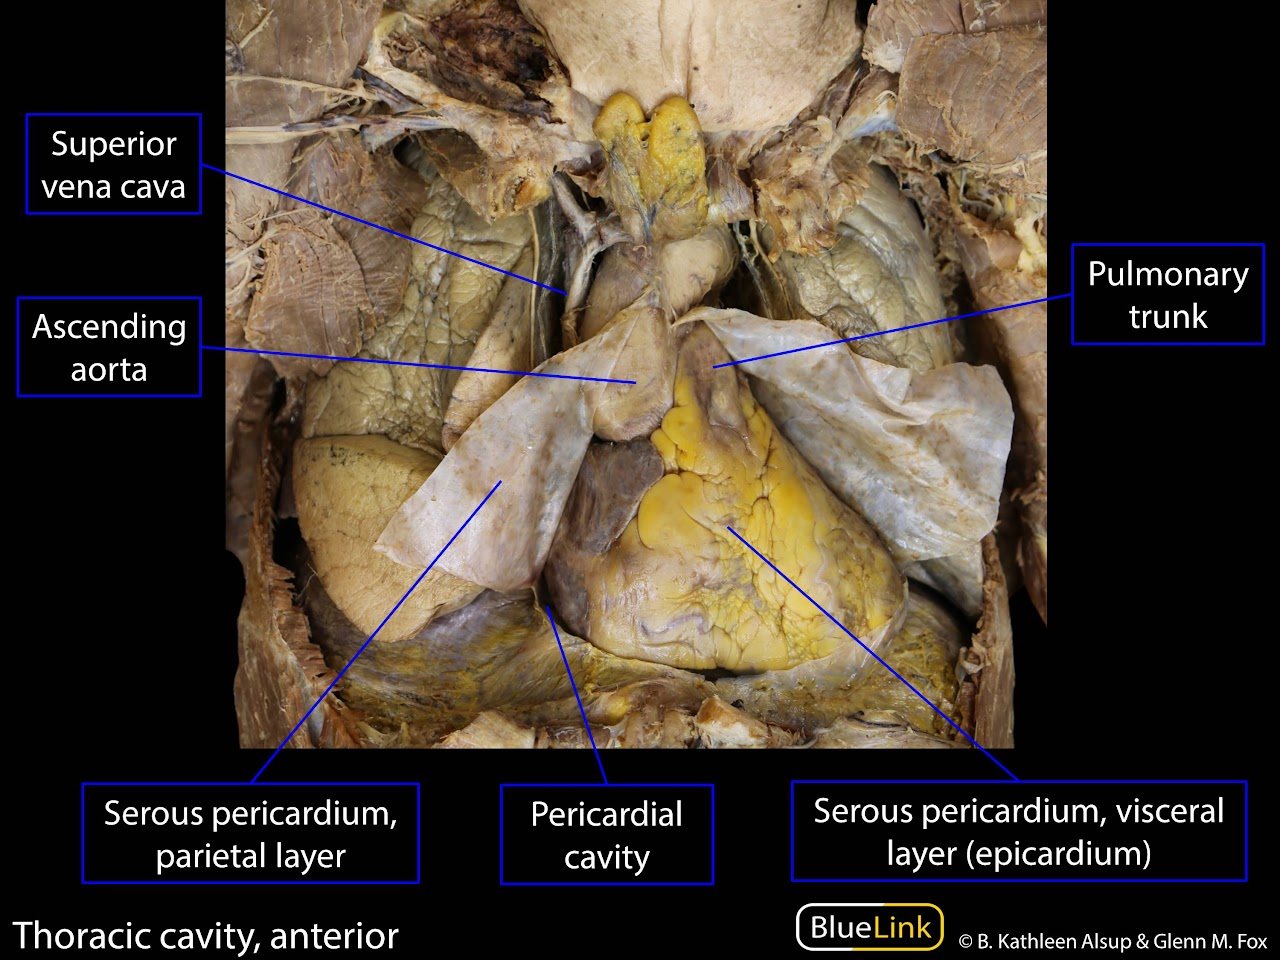 Superior
vena cava
Ascending
aorta
Pulmonary
trunk
Serous pericardium,
parietal layer
Pericardial
cavity
Serous pericardium, visceral
layer (epicardium)
Thoracic cavity, anterior
BlueLink
© B. Kathleen Alsup & Glenn M. Fox